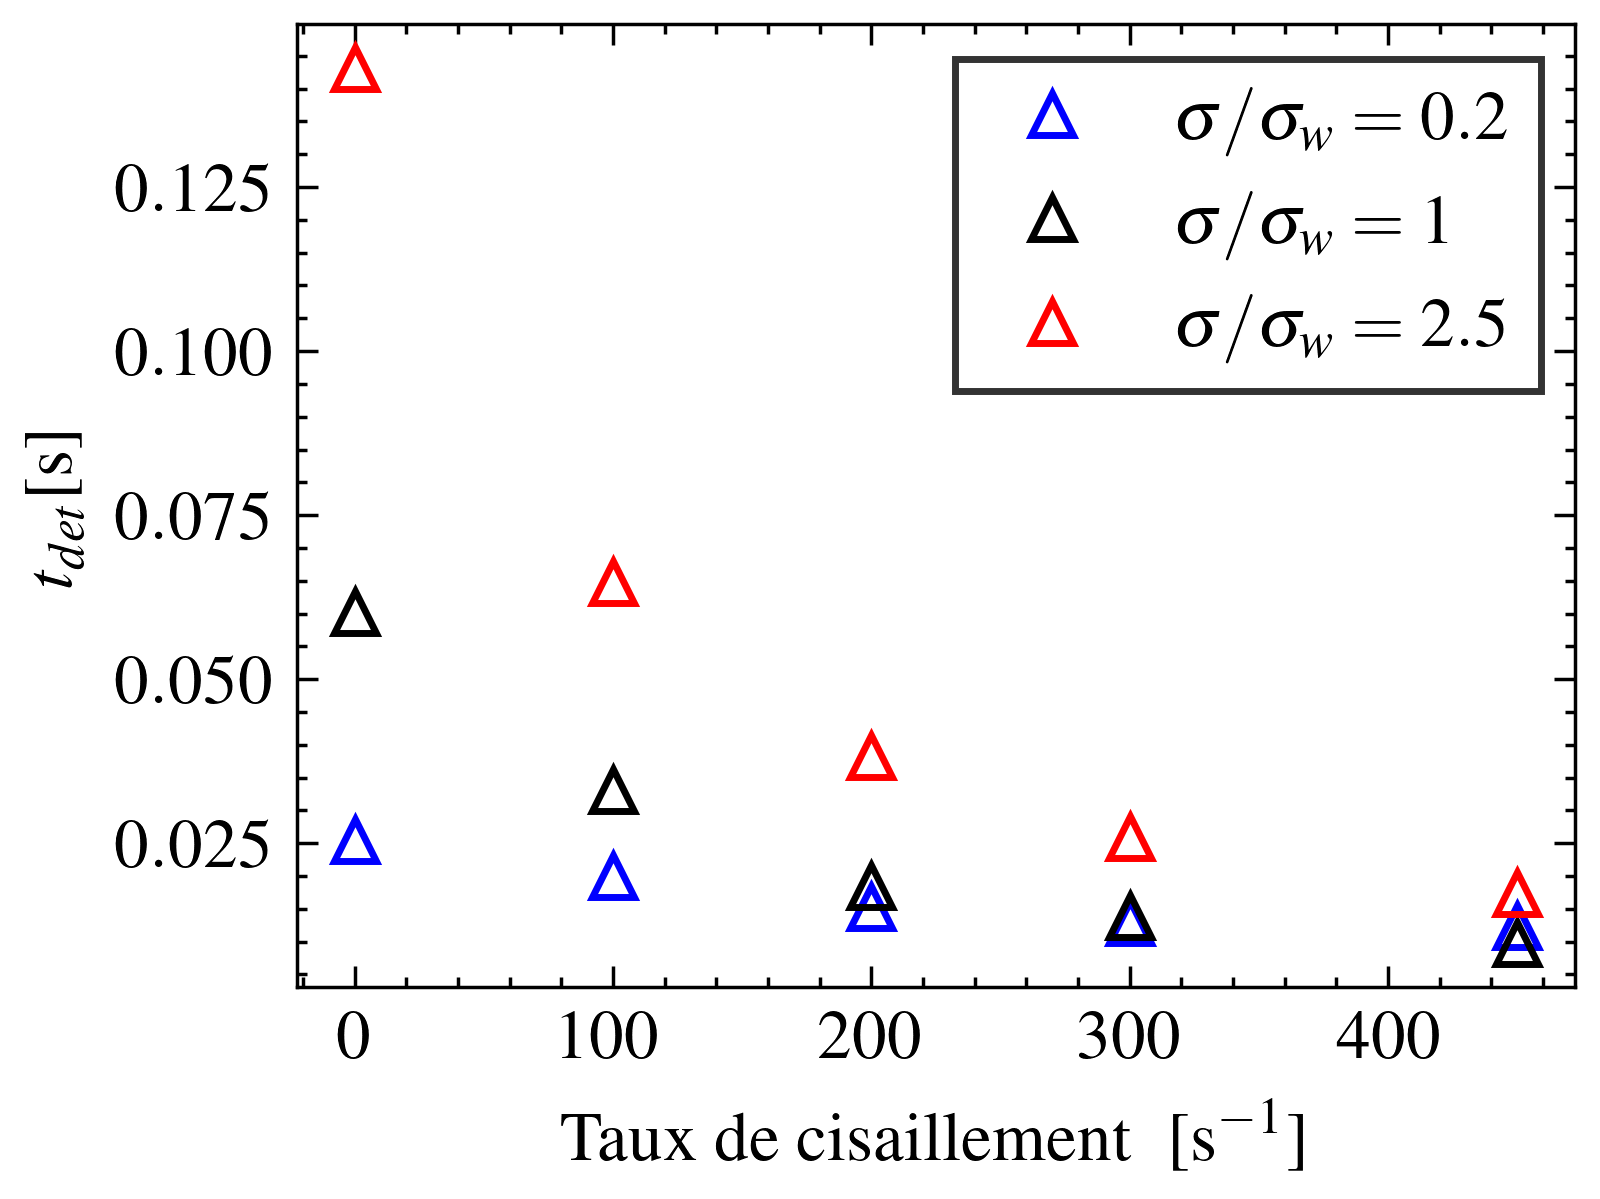 σ/σw = 0.2
σ/σw = 1
σ/σw = 2.5
0.125
0.100
0.075
0.050
0.025
tdet[s]
0 100 200 300 400
Taux de cisaillement [s⁻¹]